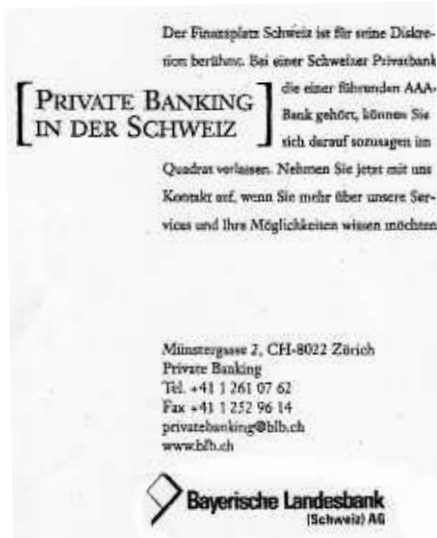 Der Finanzplatz Schweiz ist für seine Diskre-
tion berühmt. Bei einer Schweizer Privatbank
die einer führenden AAA-
Bank gehört, können Sie
sich darauf sozusagen im
Quadrat verlassen. Nehmen Sie jetzt mit uns
Kontakt auf, wenn Sie mehr über unsere Ser-
vices und Ihre Möglichkeiten wissen möchten
[PRIVATE BANKING
IN DER SCHWEIZ]
Münstergasse 2, CH-8022 Zürich
Private Banking
Tel. +41 1 261 07 62
Fax +41 1 252 96 14
privatebanking@blb.ch
www.blb.ch
Bayerische Landesbank
(Schweiz) AG